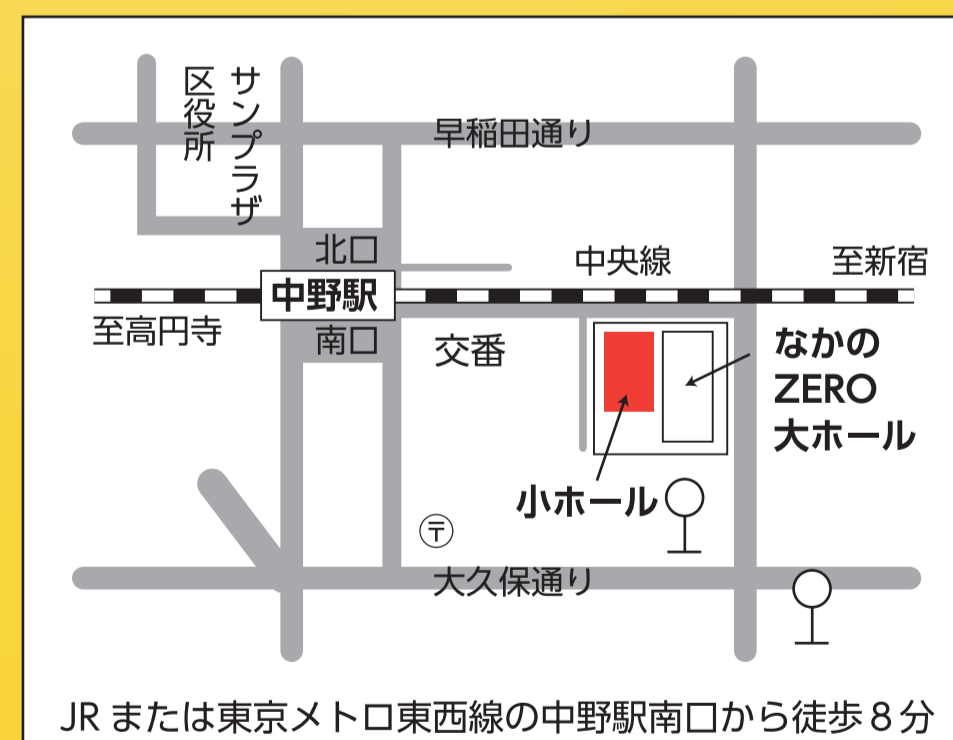 区役所
サンプラザ
早稲田通り
北口
中央線
至新宿
中野駅
至高円寺
南口
交番
なかの
ZERO
大ホール
小ホール
〒
大久保通り
JR または東京メトロ東西線の中野駅南口から徒歩８分